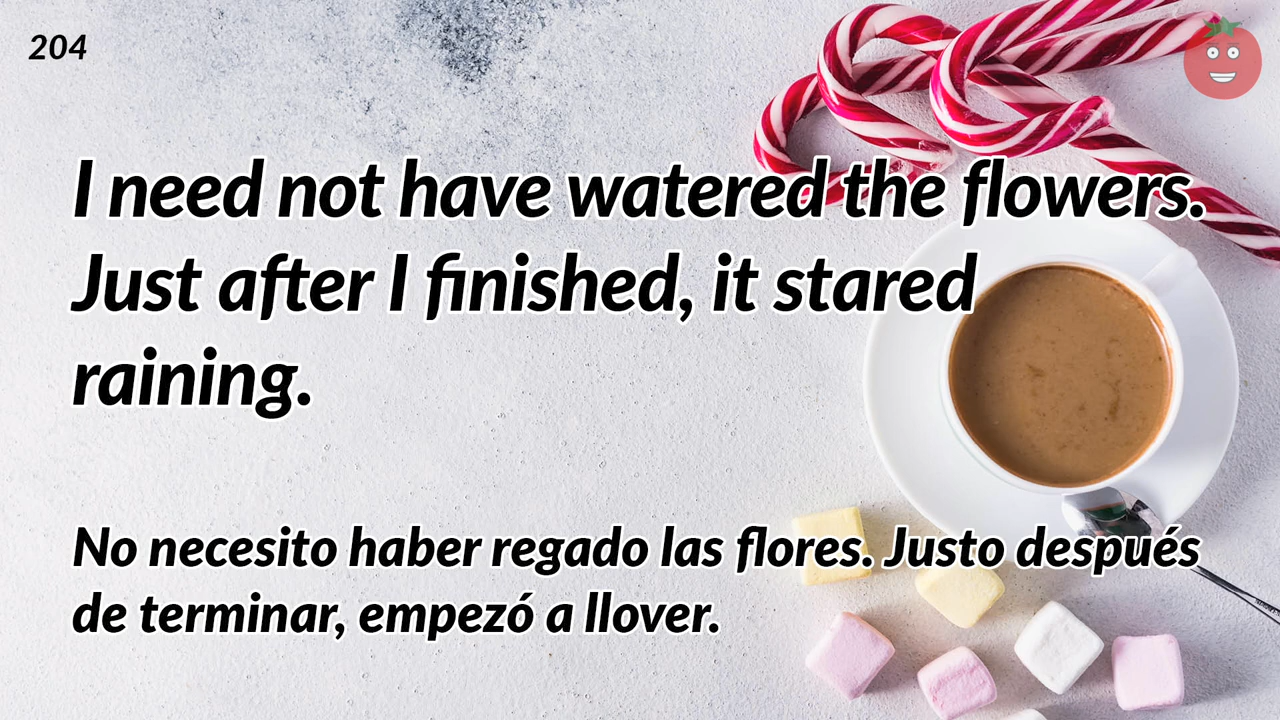 204
I need not have watered the flowers.
Just after I finished, it stared
raining.
No necesito haber regado las flores. Justo después
de terminar, empezó a llover.